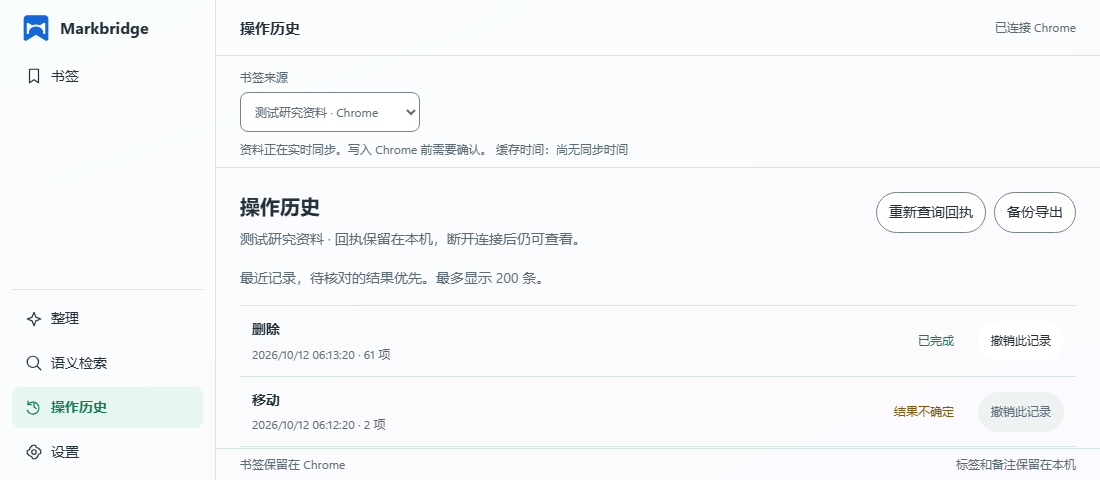 Markbridge
书签
整理
语义检索
操作历史
设置
操作历史
已连接 Chrome
书签来源
测试研究资料 · Chrome
资料正在实时同步。写入 Chrome 前需要确认。 缓存时间：尚无同步时间
操作历史
重新查询回执
备份导出
测试研究资料 · 回执保留在本机，断开连接后仍可查看。
最近记录，待核对的结果优先。最多显示 200 条。
删除
2026/10/12 06:13:20 · 61 项
已完成
撤销此记录
移动
2026/10/12 06:12:20 · 2 项
结果不确定
撤销此记录
书签保留在 Chrome
标签和备注保留在本机